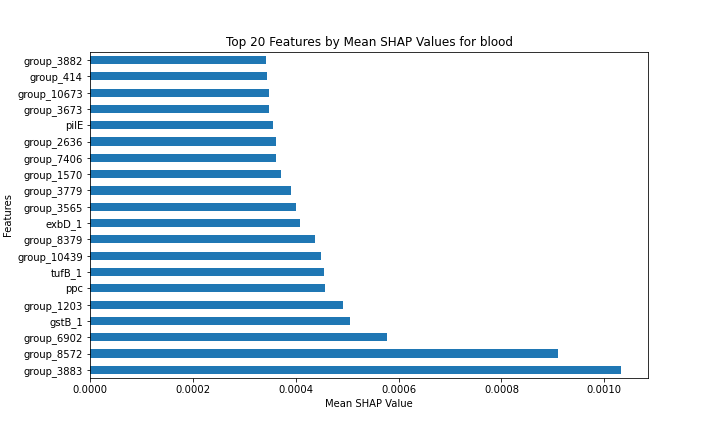 Top 20 Features by Mean SHAP Values for blood
group_3882
group_414
group_10673
group_3673
pilE
group_2636
group_7406
group_1570
group_3779
group_3565
exbD_1
group_8379
group_10439
tufB_1
ppc
group_1203
gstB_1
group_6902
group_8572
group_3883
Features
0.0000 0.0002 0.0004 0.0006 0.0008 0.0010
Mean SHAP Value